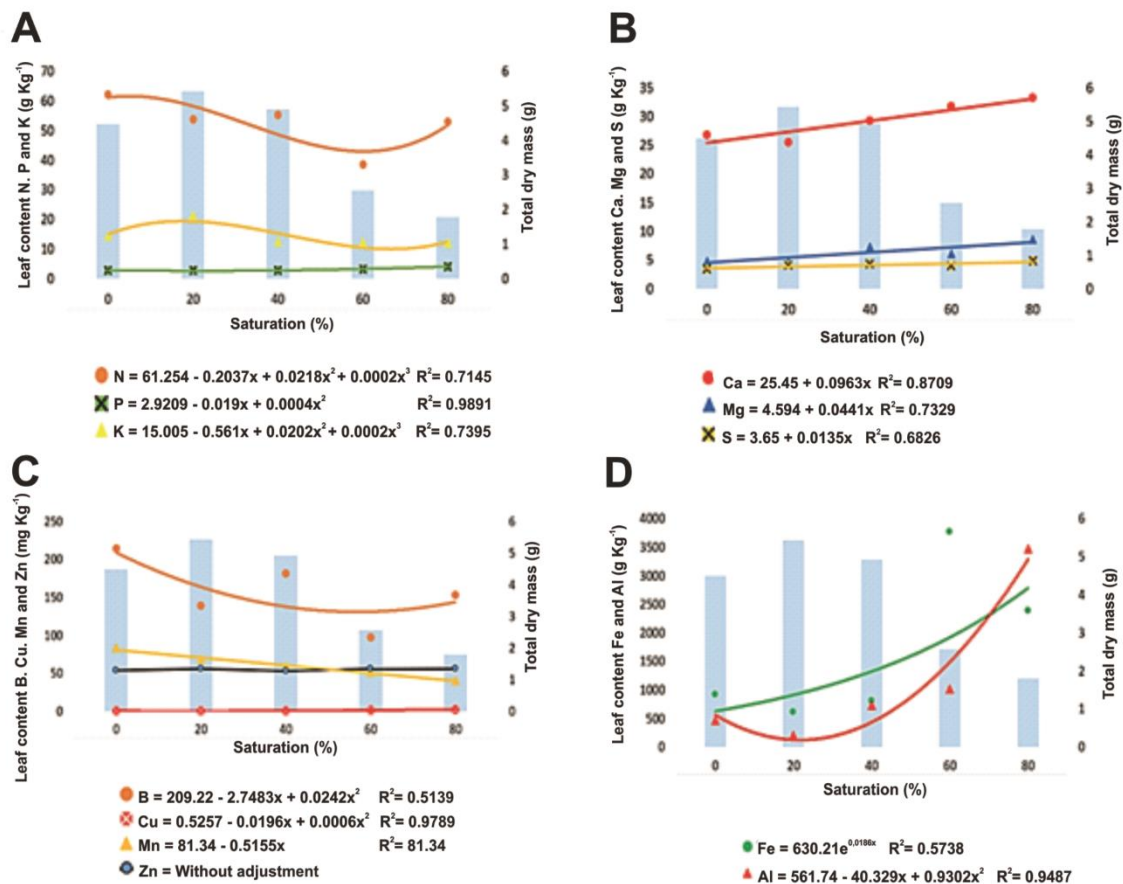 A
Leaf content N. P and K (g Kg⁻¹)
70
60
50
40
30
20
10
0
0 20 40 60 80
Saturation (%)
6
5
4
3
2
1
0
Total dry mass (g)
N = 61.254 - 0.2037x + 0.0218x² + 0.0002x³ R²= 0.7145
P = 2.9209 -0.019x + 0.0004x² R²= 0.9891
K = 15.005 -0.561x + 0.0202x² + 0.0002x³ R²= 0.7395
B
Leaf content Ca. Mg and S (g Kg⁻¹)
35
30
25
20
15
10
5
0
0 20 40 60 80
Saturation (%)
6
5
4
3
2
1
0
Total dry mass (g)
Ca = 25.45 + 0.0963x R²= 0.8709
Mg = 4.594 + 0.0441x R²= 0.7329
S = 3.65 + 0.0135x R²= 0.6826
C
Leaf content B. Cu. Mn and Zn (mg Kg⁻¹)
250
200
150
100
50
0
0 20 40 60 80
Saturation (%)
6
5
4
3
2
1
0
Total dry mass (g)
B = 209.22 - 2.7483x + 0.0242x² R²= 0.5139
Cu = 0.5257 -0.0196x + 0.0006x² R²= 0.9789
Mn = 81.34 -0.5155x R²= 81.34
Zn = Without adjustment
D
Leaf content Fe and Al (g Kg⁻¹)
4000
3500
3000
2500
2000
1500
1000
500
0
0 20 40 60 80
Saturation (%)
6
5
4
3
2
1
0
Total dry mass (g)
Fe = 630.21e⁰·⁰¹⁸⁶ˣ R²= 0.5738
Al = 561.74 - 40.329x + 0.9302x² R²= 0.9487